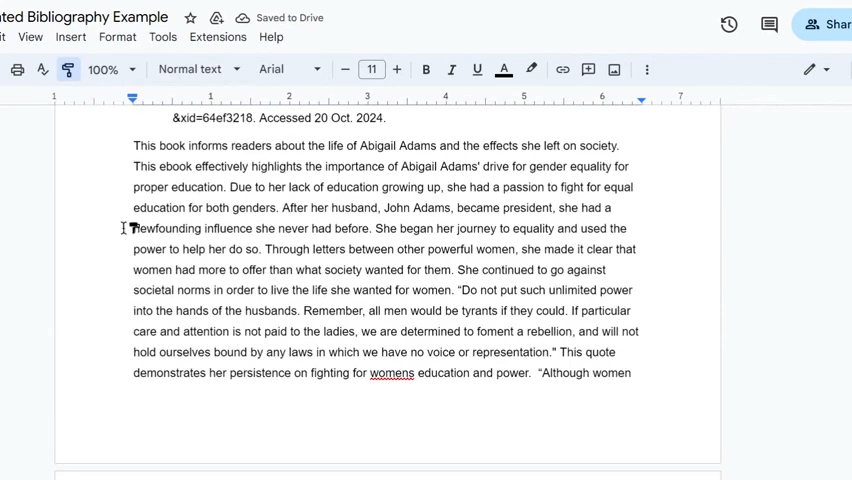 ated Bibliography Example Saved to Drive
it View Insert Format Tools Extensions Help Shar
100% Normal text Arial 11 B I U A
1 1 2 3 4 5 6 7
&xid=64ef3218. Accessed 20 Oct. 2024.
This book informs readers about the life of Abigail Adams and the effects she left on society.
This ebook effectively highlights the importance of Abigail Adams' drive for gender equality for
proper education. Due to her lack of education growing up, she had a passion to fight for equal
education for both genders. After her husband, John Adams, became president, she had a
newfounding influence she never had before. She began her journey to equality and used the
power to help her do so. Through letters between other powerful women, she made it clear that
women had more to offer than what society wanted for them. She continued to go against
societal norms in order to live the life she wanted for women. “Do not put such unlimited power
into the hands of the husbands. Remember, all men would be tyrants if they could. If particular
care and attention is not paid to the ladies, we are determined to foment a rebellion, and will not
hold ourselves bound by any laws in which we have no voice or representation." This quote
demonstrates her persistence on fighting for womens education and power.  “Although women